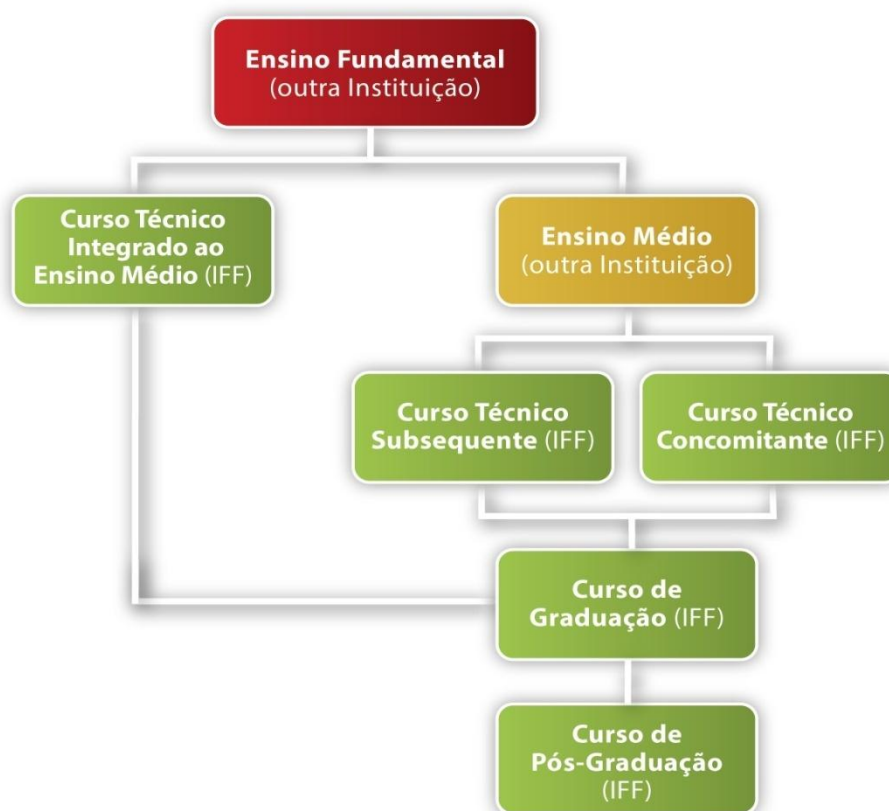 Ensino Fundamental
(outra Instituição)
Curso Técnico
Integrado ao
Ensino Médio (IFF)
Ensino Médio
(outra Instituição)
Curso Técnico
Subsequente (IFF)
Curso Técnico
Concomitante (IFF)
Curso de
Graduação (IFF)
Curso de
Pós-Graduação
(IFF)